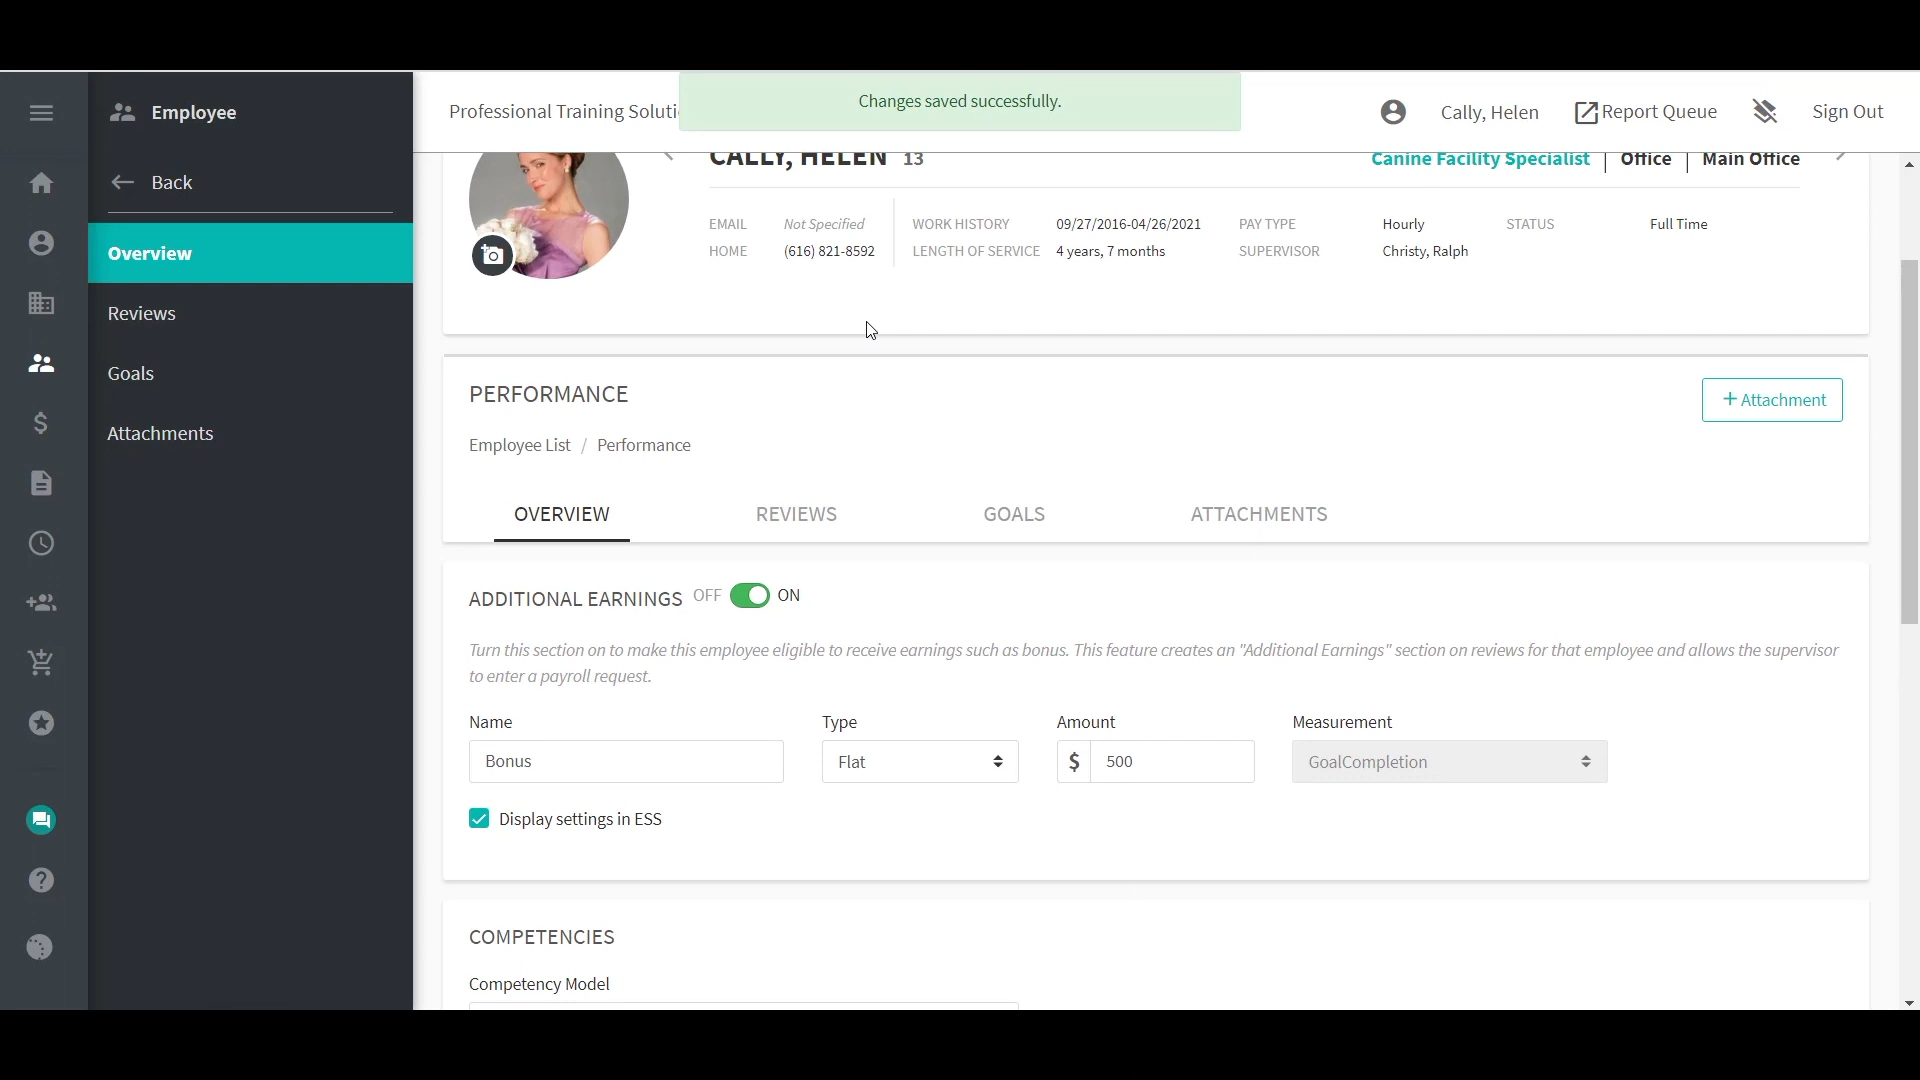 Employee
Back
Overview
Reviews
Goals
Attachments
Professional Training Soluti
Changes saved successfully.
Cally, Helen
Report Queue
Sign Out
CALLY, HELEN 13
Canine Facility Specialist | Office | Main Office
EMAIL Not Specified WORK HISTORY 09/27/2016-04/26/2021 PAY TYPE Hourly STATUS Full Time
HOME (616) 821-8592 LENGTH OF SERVICE 4 years, 7 months SUPERVISOR Christy, Ralph
PERFORMANCE
+ Attachment
Employee List / Performance
OVERVIEW REVIEWS GOALS ATTACHMENTS
ADDITIONAL EARNINGS OFF ON
Turn this section on to make this employee eligible to receive earnings such as bonus. This feature creates an "Additional Earnings" section on reviews for that employee and allows the supervisor
to enter a payroll request.
Name Type Amount Measurement
Bonus Flat $ 500 GoalCompletion
Display settings in ESS
COMPETENCIES
Competency Model